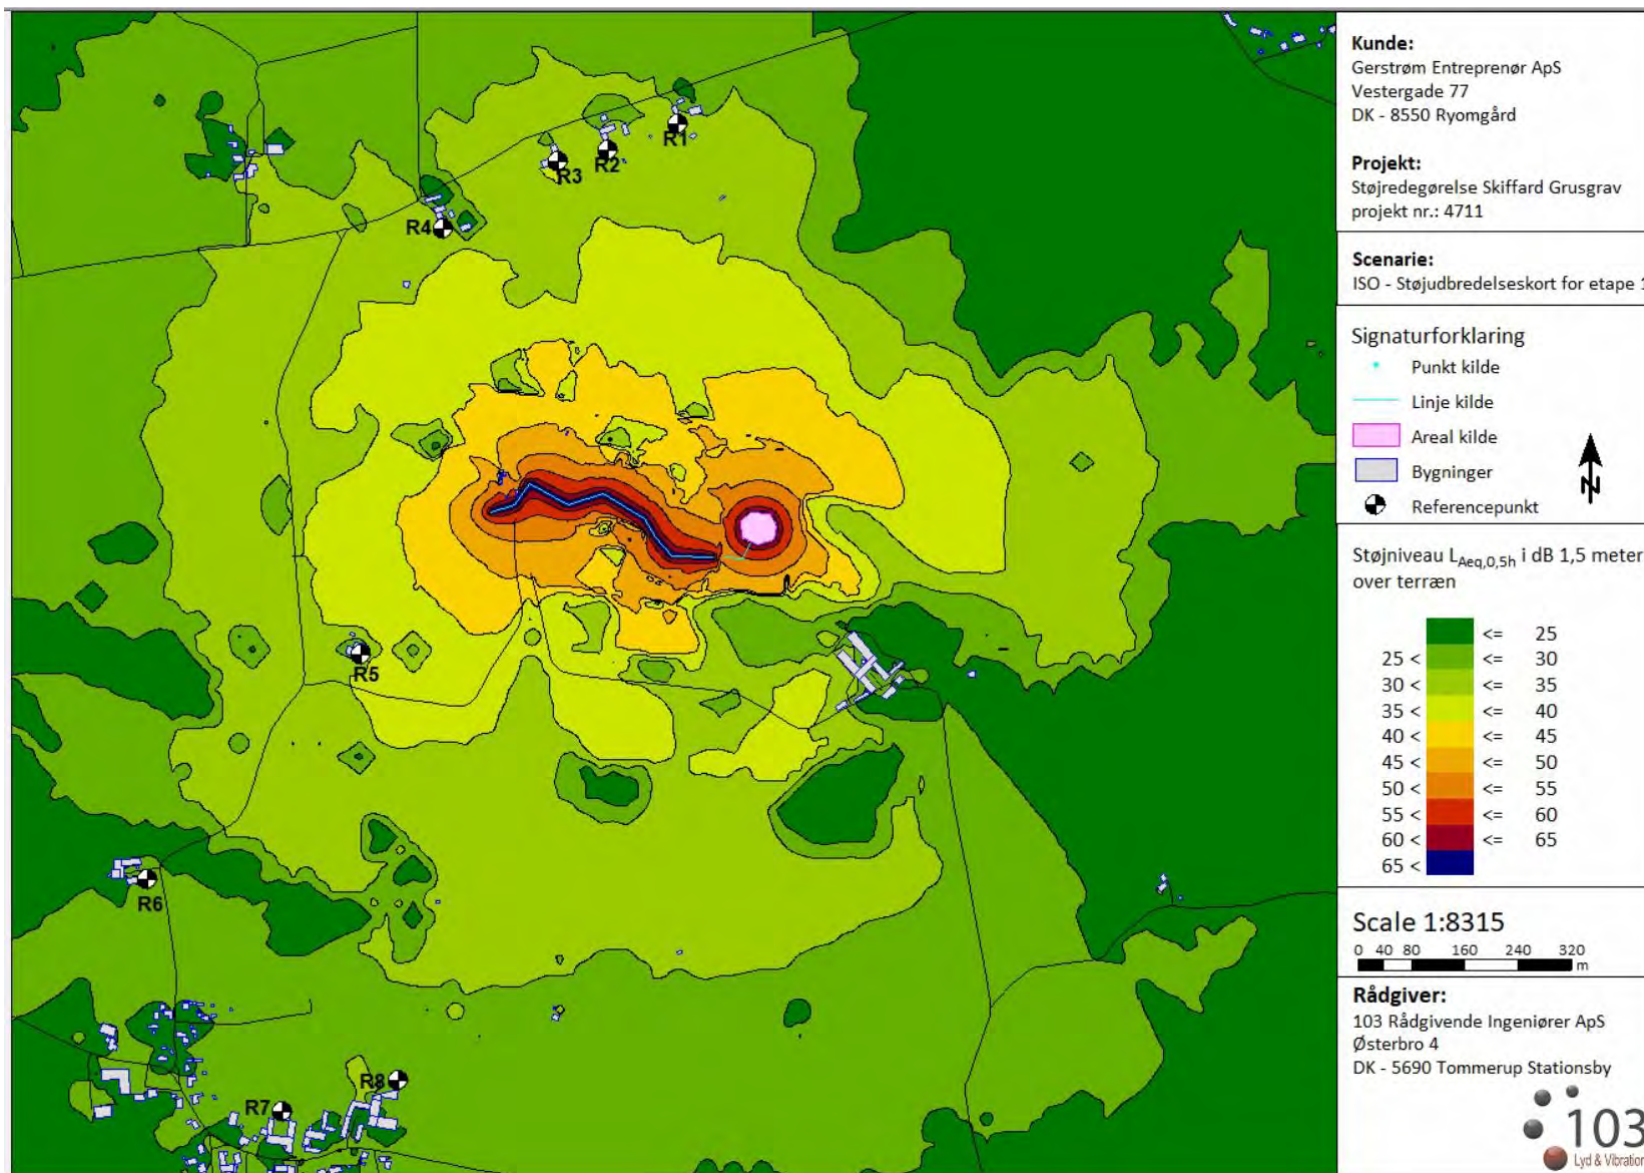 R1
R2
R3
R4
R5
R6
R7
R8
Kunde:
Gerstrøm Entreprenør ApS
Vestergade 77
DK - 8550 Ryomgård
Projekt:
Støjredegørelse Skiffard Grusgrav
projekt nr.: 4711
Scenarie:
ISO - Støjudbredelseskort for etape 1
Signaturforklaring
Punkt kilde
Linje kilde
Areal kilde
Bygninger
Referencepunkt
N
Støjniveau LAeq,0,5h i dB 1,5 meter
over terræn
<= 25
25 < <= 30
30 < <= 35
35 < <= 40
40 < <= 45
45 < <= 50
50 < <= 55
55 < <= 60
60 < <= 65
65 <
Scale 1:8315
0 40 80 160 240 320
m
Rådgiver:
103 Rådgivende Ingeniører ApS
Østerbro 4
DK - 5690 Tommerup Stationsby
103
Lyd & Vibration